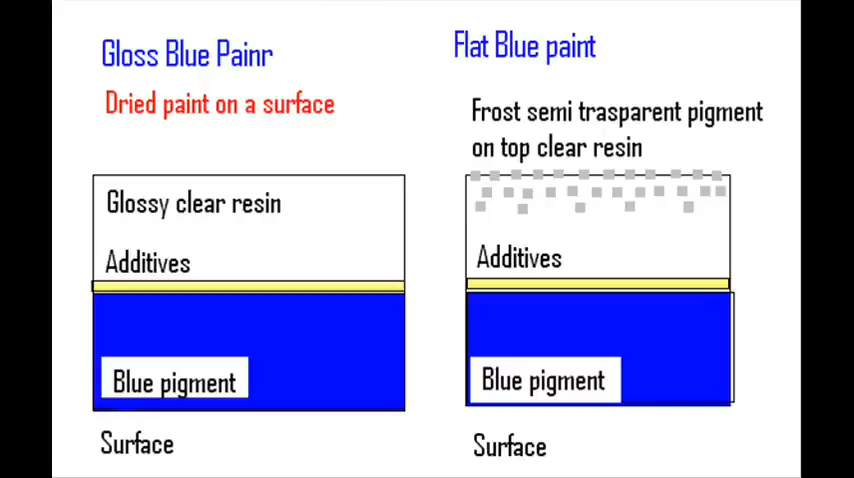 Gloss Blue Painr
Dried paint on a surface
Glossy clear resin
Additives
Blue pigment
Surface
Flat Blue paint
Frost semi trasparent pigment
on top clear resin
Additives
Blue pigment
Surface